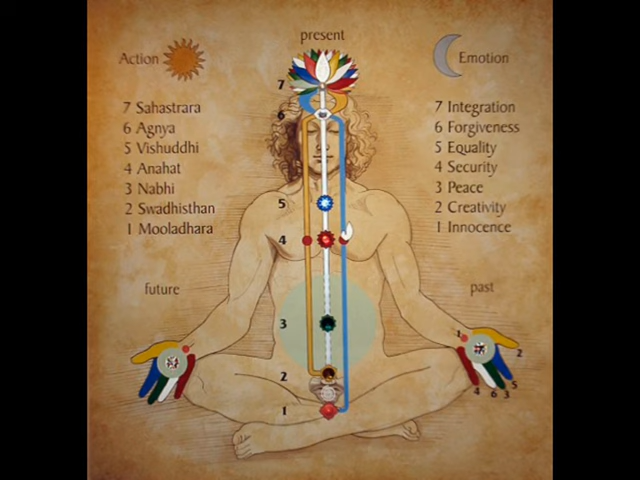 present
Action
Emotion
7 Sahastrara
6 Agnya
5 Vishuddhi
4 Anahat
3 Nabhi
2 Swadhisthan
1 Mooladhara
7 Integration
6 Forgiveness
5 Equality
4 Security
3 Peace
2 Creativity
1 Innocence
future
past
7
6
5
4
3
2
1
1
2
5
4 6 3